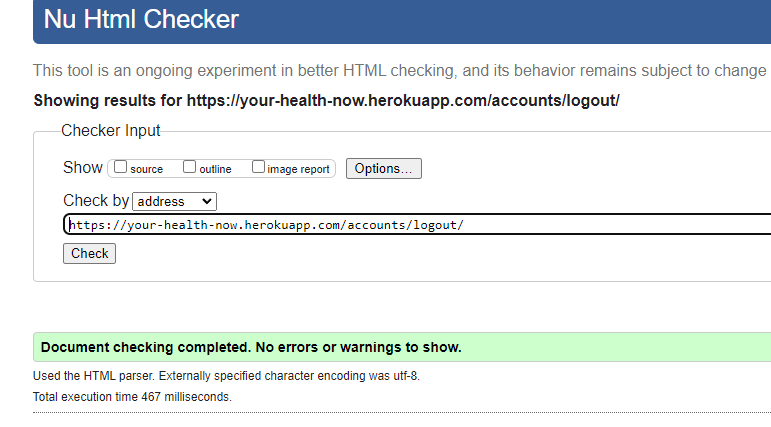 Nu Html Checker
This tool is an ongoing experiment in better HTML checking, and its behavior remains subject to change
Showing results for https://your-health-now.herokuapp.com/accounts/logout/
Checker Input
Show source outline image report Options...
Check by address
https://your-health-now.herokuapp.com/accounts/logout/
Check
Document checking completed. No errors or warnings to show.
Used the HTML parser. Externally specified character encoding was utf-8.
Total execution time 467 milliseconds.